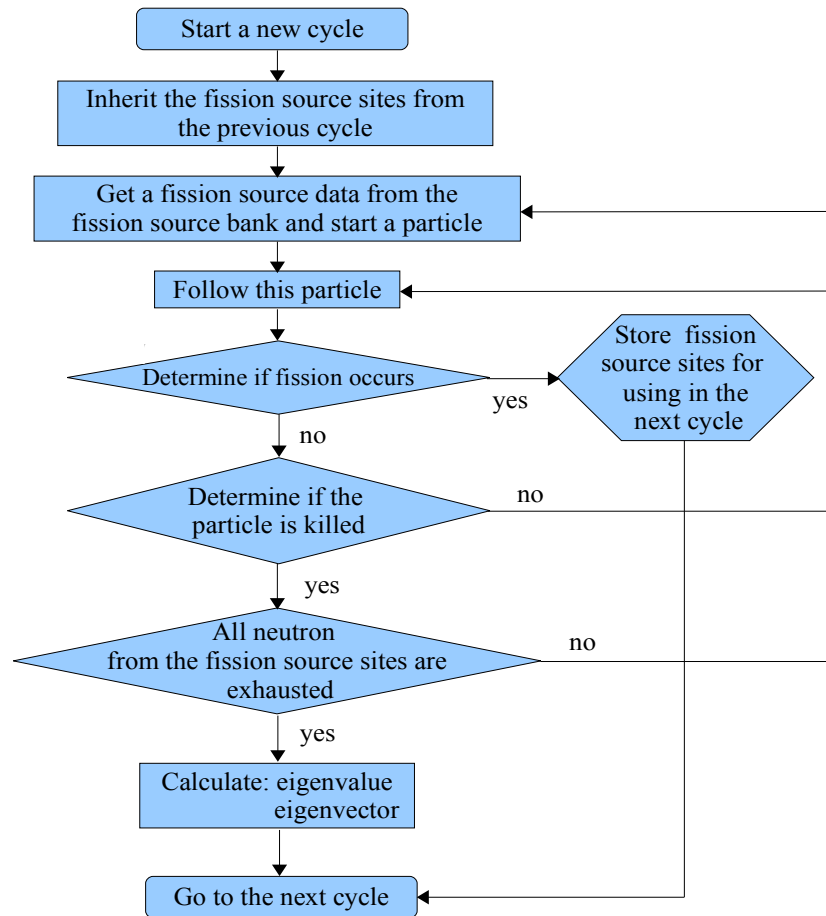 Start a new cycle
Inherit the fission source sites from
the previous cycle
Get a fission source data from the
fission source bank and start a particle
Follow this particle
Determine if fission occurs
yes
Store fission
source sites for
using in the
next cycle
no
Determine if the
particle is killed
no
yes
All neutron
from the fission source sites are
exhausted
no
yes
Calculate: eigenvalue
eigenvector
Go to the next cycle